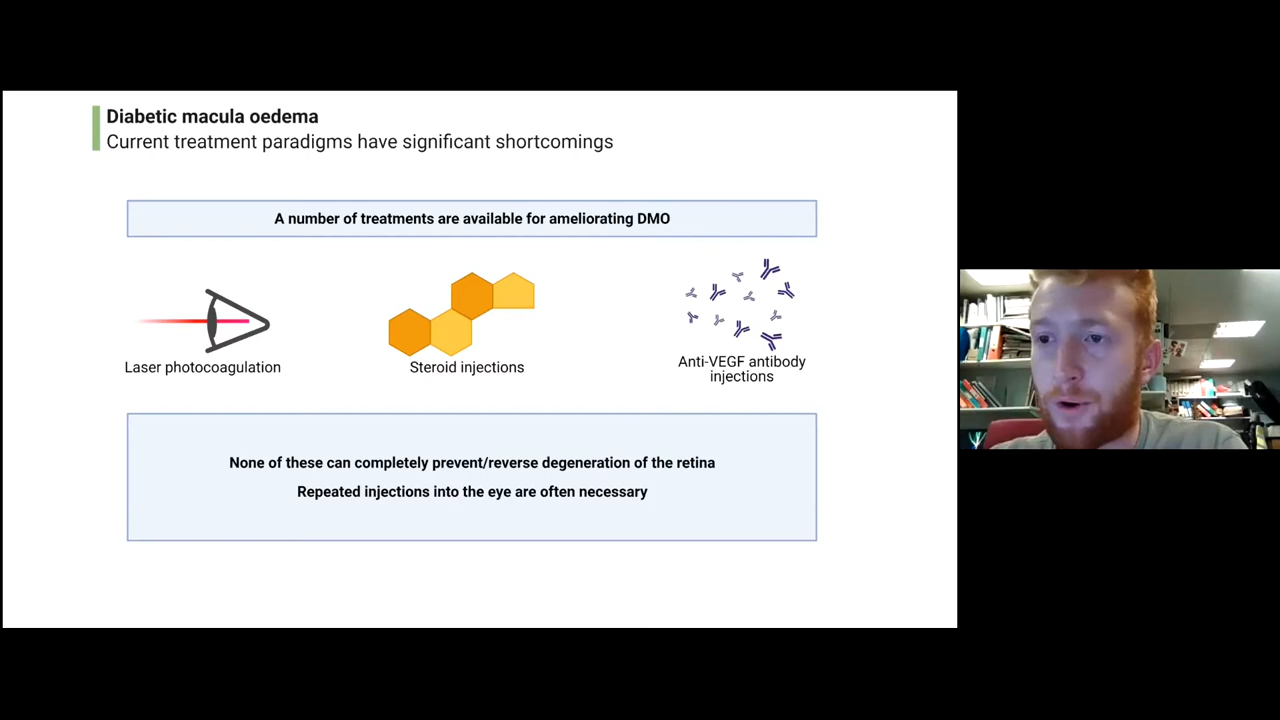 Diabetic macula oedema
Current treatment paradigms have significant shortcomings
A number of treatments are available for ameliorating DMO
Laser photocoagulation
Steroid injections
Anti-VEGF antibody
injections
None of these can completely prevent/reverse degeneration of the retina
Repeated injections into the eye are often necessary